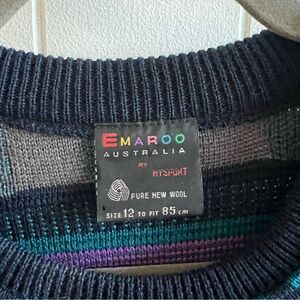 EMAROO
AUSTRALIA
BY
HYSPORT
PURE NEW WOOL
SIZE 12 TO FIT 85 cm